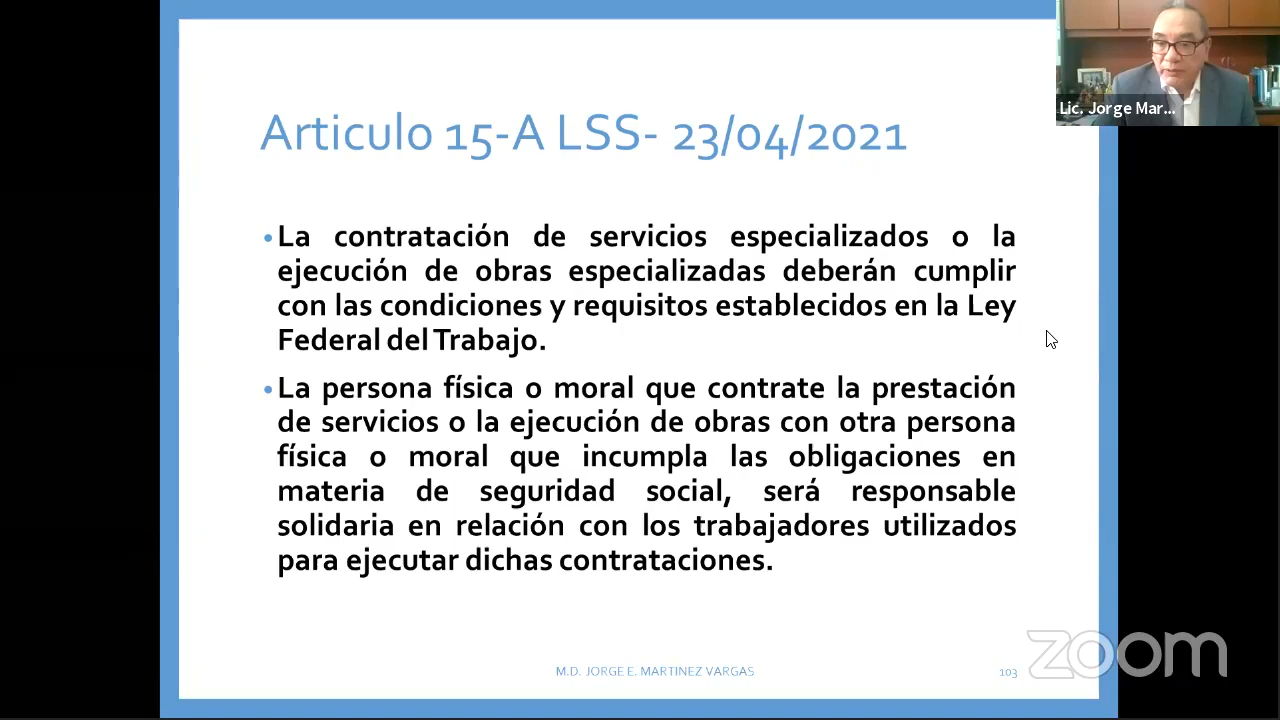 Lic. Jorge Mar...
Articulo 15-A LSS- 23/04/2021
•La contratación de servicios especializados o la
ejecución de obras especializadas deberán cumplir
con las condiciones y requisitos establecidos en la Ley
Federal del Trabajo.
•La persona física o moral que contrate la prestación
de servicios o la ejecución de obras con otra persona
física o moral que incumpla las obligaciones en
materia de seguridad social, será responsable
solidaria en relación con los trabajadores utilizados
para ejecutar dichas contrataciones.
M.D. JORGE E. MARTINEZ VARGAS
103
zoom